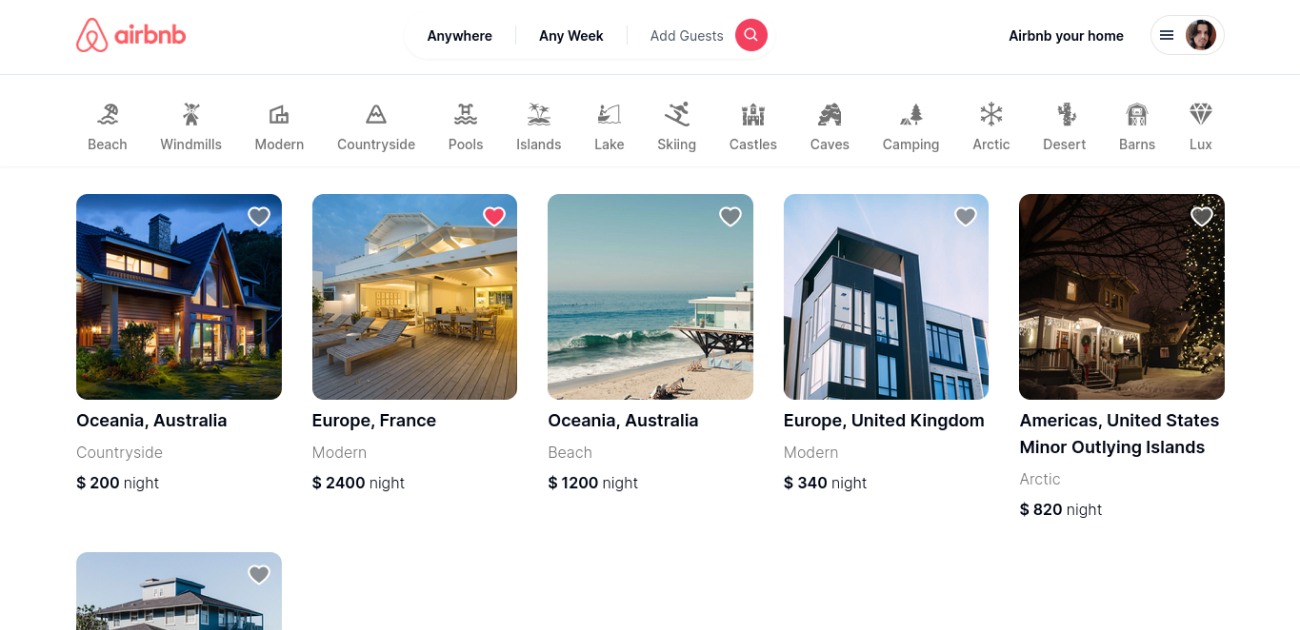 airbnb
Anywhere
Any Week
Add Guests
Airbnb your home
Beach
Windmills
Modern
Countryside
Pools
Islands
Lake
Skiing
Castles
Caves
Camping
Arctic
Desert
Barns
Lux
Oceania, Australia
Countryside
$ 200 night
Europe, France
Modern
$ 2400 night
Oceania, Australia
Beach
$ 1200 night
Europe, United Kingdom
Modern
$ 340 night
Americas, United States
Minor Outlying Islands
Arctic
$ 820 night